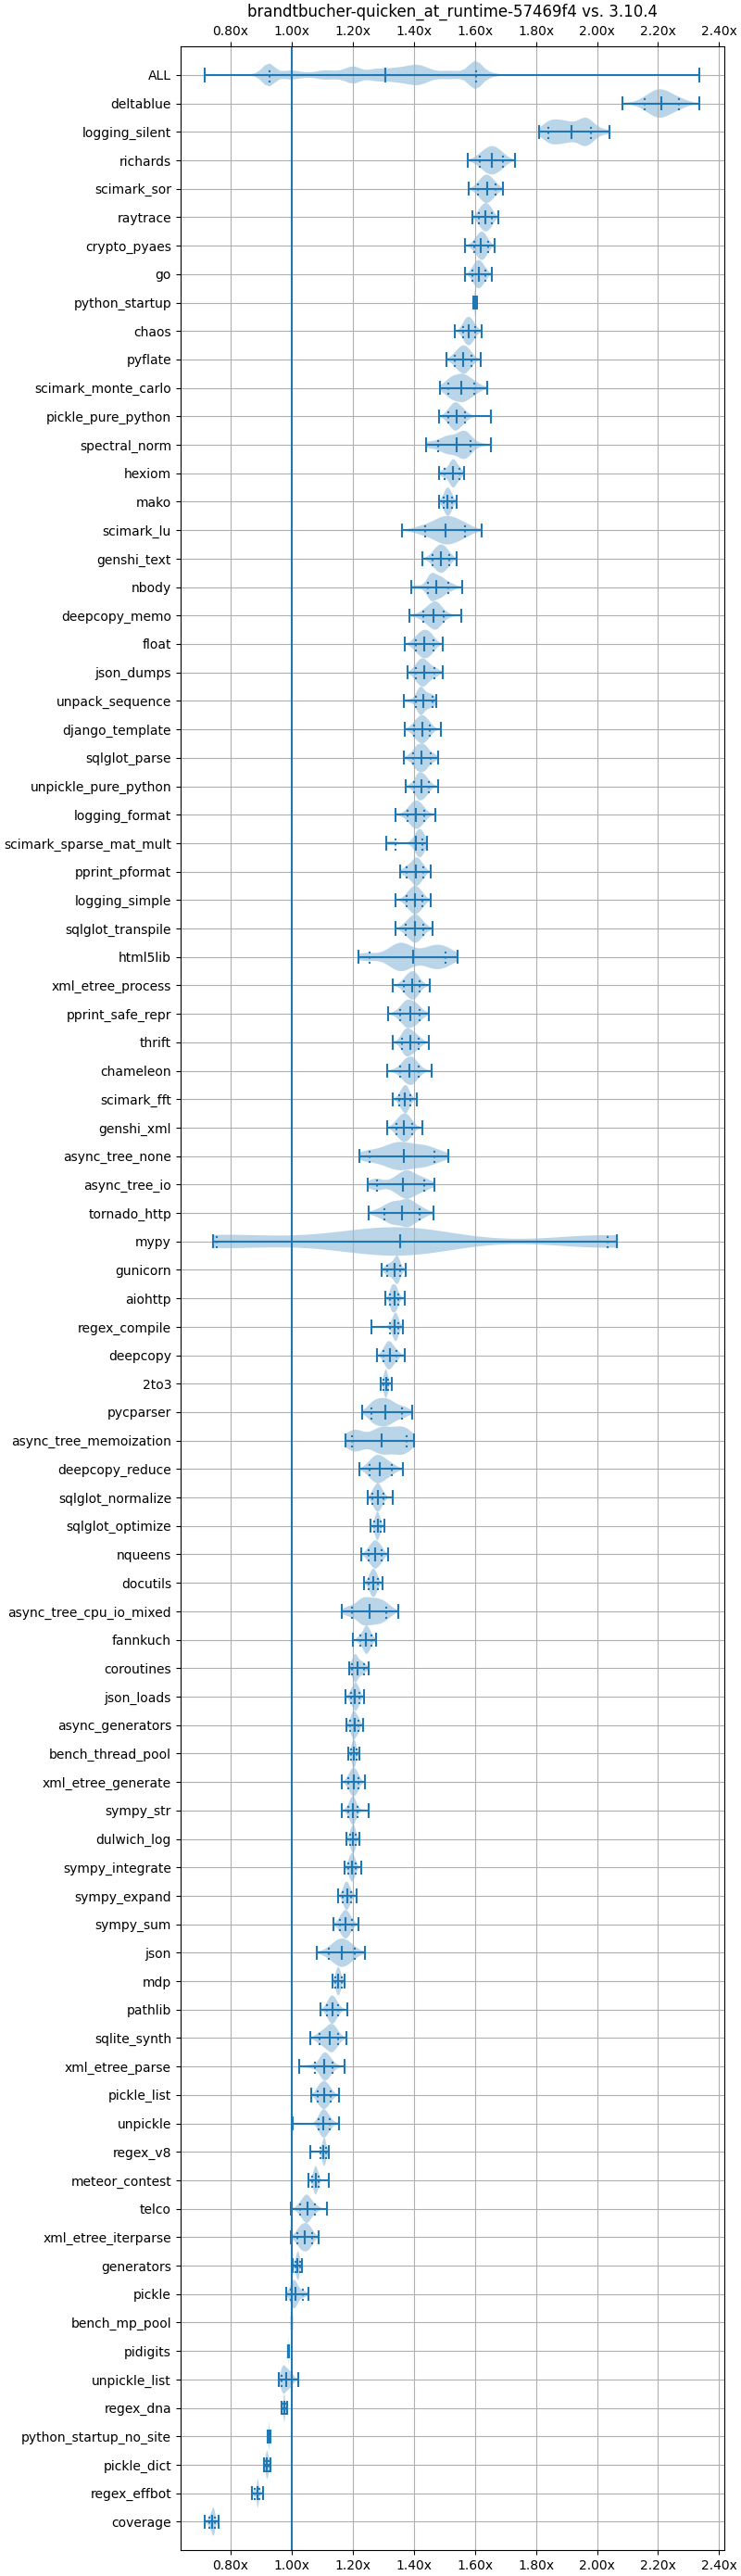 brandtbucher-quicken_at_runtime-57469f4 vs. 3.10.4
0.80x 1.00x 1.20x 1.40x 1.60x 1.80x 2.00x 2.20x 2.40x
ALL
deltablue
logging_silent
richards
scimark_sor
raytrace
crypto_pyaes
go
python_startup
chaos
pyflate
scimark_monte_carlo
pickle_pure_python
spectral_norm
hexiom
mako
scimark_lu
genshi_text
nbody
deepcopy_memo
float
json_dumps
unpack_sequence
django_template
sqlglot_parse
unpickle_pure_python
logging_format
scimark_sparse_mat_mult
pprint_pformat
logging_simple
sqlglot_transpile
html5lib
xml_etree_process
pprint_safe_repr
thrift
chameleon
scimark_fft
genshi_xml
async_tree_none
async_tree_io
tornado_http
mypy
gunicorn
aiohttp
regex_compile
deepcopy
2to3
pycparser
async_tree_memoization
deepcopy_reduce
sqlglot_normalize
sqlglot_optimize
nqueens
docutils
async_tree_cpu_io_mixed
fannkuch
coroutines
json_loads
async_generators
bench_thread_pool
xml_etree_generate
sympy_str
dulwich_log
sympy_integrate
sympy_expand
sympy_sum
json
mdp
pathlib
sqlite_synth
xml_etree_parse
pickle_list
unpickle
regex_v8
meteor_contest
telco
xml_etree_iterparse
generators
pickle
bench_mp_pool
pidigits
unpickle_list
regex_dna
python_startup_no_site
pickle_dict
regex_effbot
coverage
0.80x 1.00x 1.20x 1.40x 1.60x 1.80x 2.00x 2.20x 2.40x